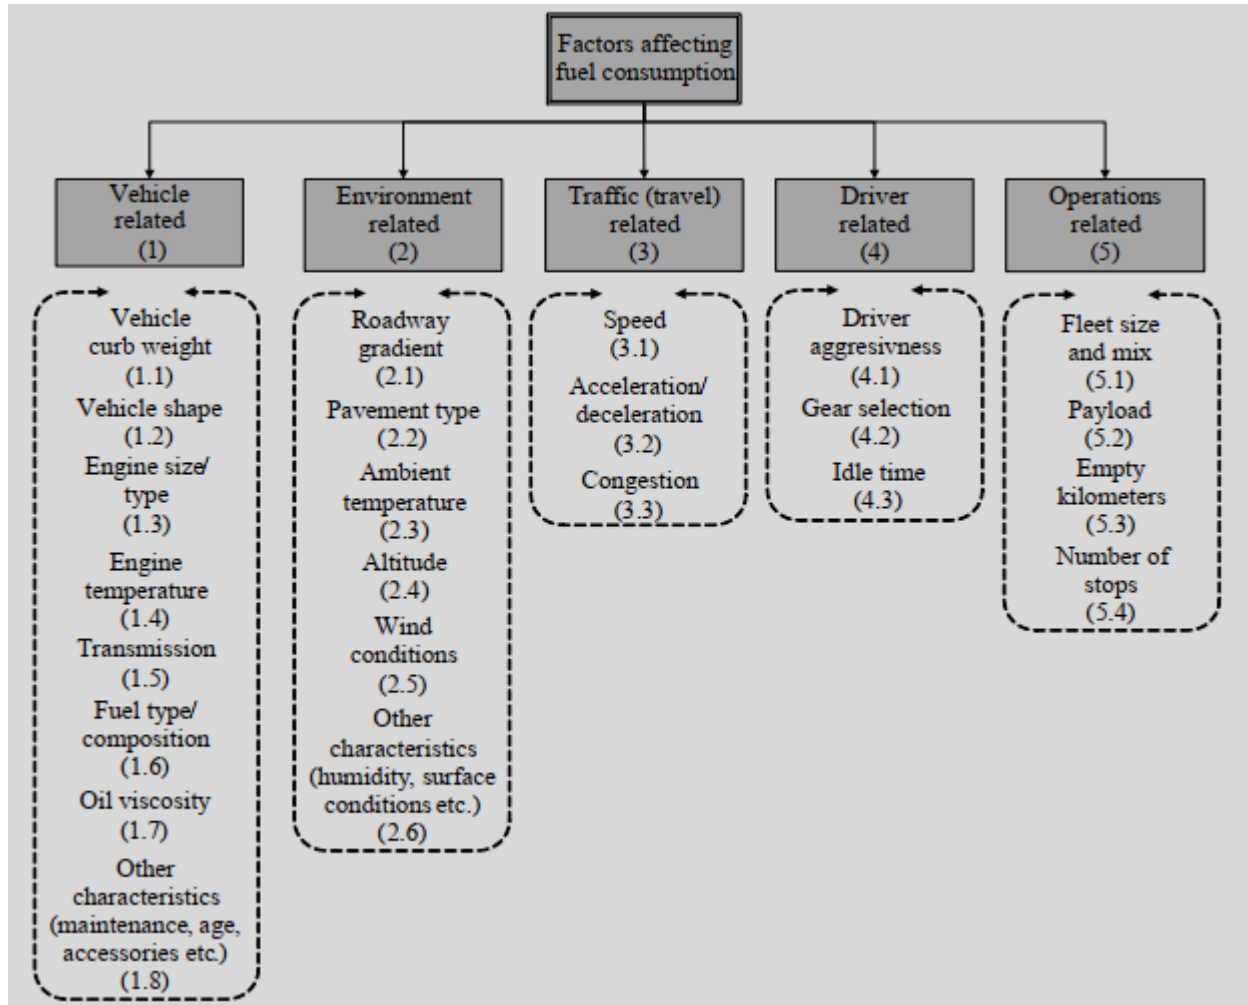 Factors affecting
fuel consumption
Vehicle
related
(1)
Environment
related
(2)
Traffic (travel)
related
(3)
Driver
related
(4)
Operations
related
(5)
Vehicle
curb weight
(1.1)
Vehicle shape
(1.2)
Engine size/
type
(1.3)
Engine
temperature
(1.4)
Transmission
(1.5)
Fuel type/
composition
(1.6)
Oil viscosity
(1.7)
Other
characteristics
(maintenance, age,
accessories etc.)
(1.8)
Roadway
gradient
(2.1)
Pavement type
(2.2)
Ambient
temperature
(2.3)
Altitude
(2.4)
Wind
conditions
(2.5)
Other
characteristics
(humidity, surface
conditions etc.)
(2.6)
Speed
(3.1)
Acceleration/
deceleration
(3.2)
Congestion
(3.3)
Driver
aggresivness
(4.1)
Gear selection
(4.2)
Idle time
(4.3)
Fleet size
and mix
(5.1)
Payload
(5.2)
Empty
kilometers
(5.3)
Number of
stops
(5.4)